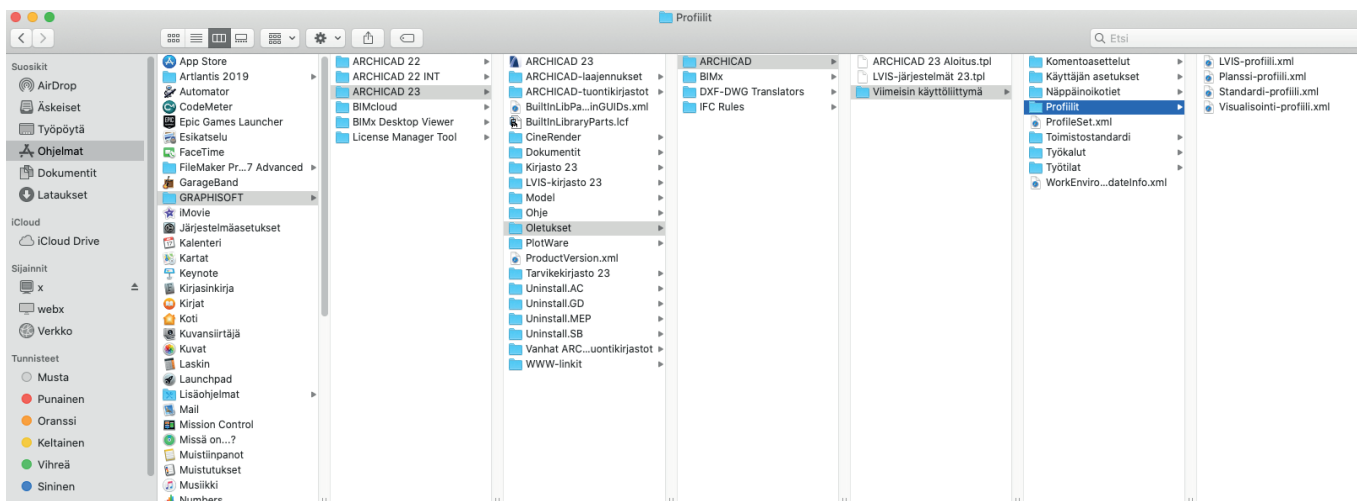 Profiilit
Etsi
Suosikit
AirDrop
Äskeiset
Työpöytä
Ohjelmat
Dokumentit
Lataukset
iCloud
iCloud Drive
Sijainnit
x
webx
Verkko
Tunnisteet
Musta
Punainen
Oranssi
Keltainen
Vihreä
Sininen
App Store
Artlantis 2019
Automator
CodeMeter
Epic Games Launcher
Esikatselu
FaceTime
FileMaker Pr...7 Advanced
GarageBand
GRAPHISOFT
iMovie
Järjestelmäasetukset
Kalenteri
Kartat
Keynote
Kirjasinkirja
Kirjat
Koti
Kuvansiirtäjä
Kuvat
Laskin
Launchpad
Lisäohjelmat
Mail
Mission Control
Missä on...?
Muistiinpanot
Muistutukset
Musiikki
Numbers
ARCHICAD 22
ARCHICAD 22 INT
ARCHICAD 23
BIMcloud
BIMx Desktop Viewer
License Manager Tool
ARCHICAD 23
ARCHICAD-laajennukset
ARCHICAD-tuontikirjastot
BuiltInLibPa...inGUIDs.xml
BuiltInLibraryParts.lcf
CineRender
Dokumentit
Kirjasto 23
LVIS-kirjasto 23
Model
Ohje
Oletukset
PlotWare
ProductVersion.xml
Tarvikekirjasto 23
Uninstall.AC
Uninstall.GD
Uninstall.MEP
Uninstall.SB
Vanhat ARC...uontikirjastot
WWW-linkit
ARCHICAD
BIMx
DXF-DWG Translators
IFC Rules
ARCHICAD 23 Aloitus.tpl
LVIS-järjestelmät 23.tpl
Viimeisin käyttöliittymä
Komentoasettelut
Käyttäjän asetukset
Näppäinoikotiet
Profiilit
ProfileSet.xml
Toimistostandardi
Työkalut
Työtilat
WorkEnviro...dateInfo.xml
LVIS-profiili.xml
Planssi-profiili.xml
Standardi-profiili.xml
Visualisointi-profiili.xml